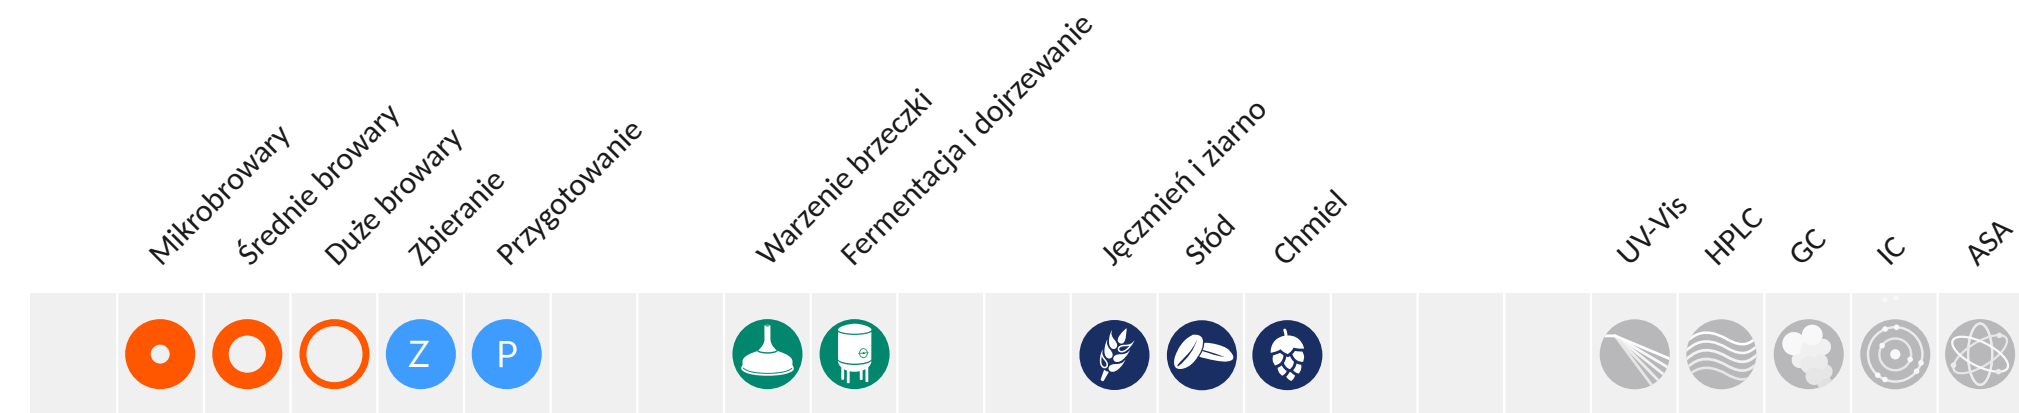 Mikrobrowary
Średnie browary
Duże browary
Zbieranie
Przygotowanie
Warzenie brzeczki
Fermentacja i dojrzewanie
Jęczmień i ziarno
Słód
Chmiel
UV-Vis
HPLC
GC
IC
ASA
Z
P